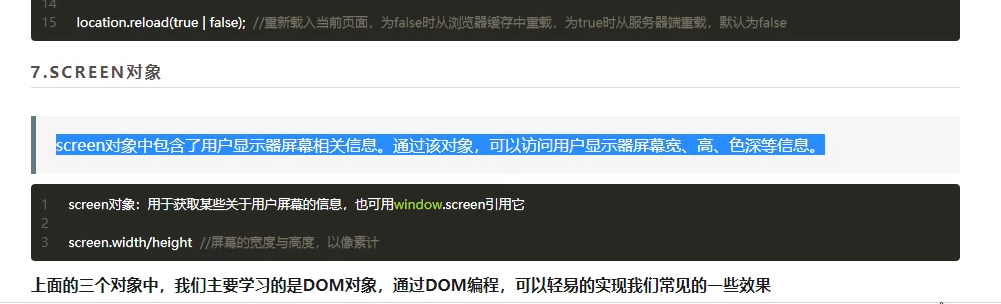 14
15 location.reload(true | false); //重新载入当前页面，为false时从浏览器缓存中重载，为true时从服务器端重载，默认为false
7.SCREEN对象
screen对象中包含了用户显示器屏幕相关信息。通过该对象，可以访问用户显示器屏幕宽、高、色深等信息。
1 screen对象：用于获取某些关于用户屏幕的信息，也可用window.screen引用它
2
3 screen.width/height //屏幕的宽度与高度，以像素计
上面的三个对象中，我们主要学习的是DOM对象，通过DOM编程，可以轻易的实现我们常见的一些效果